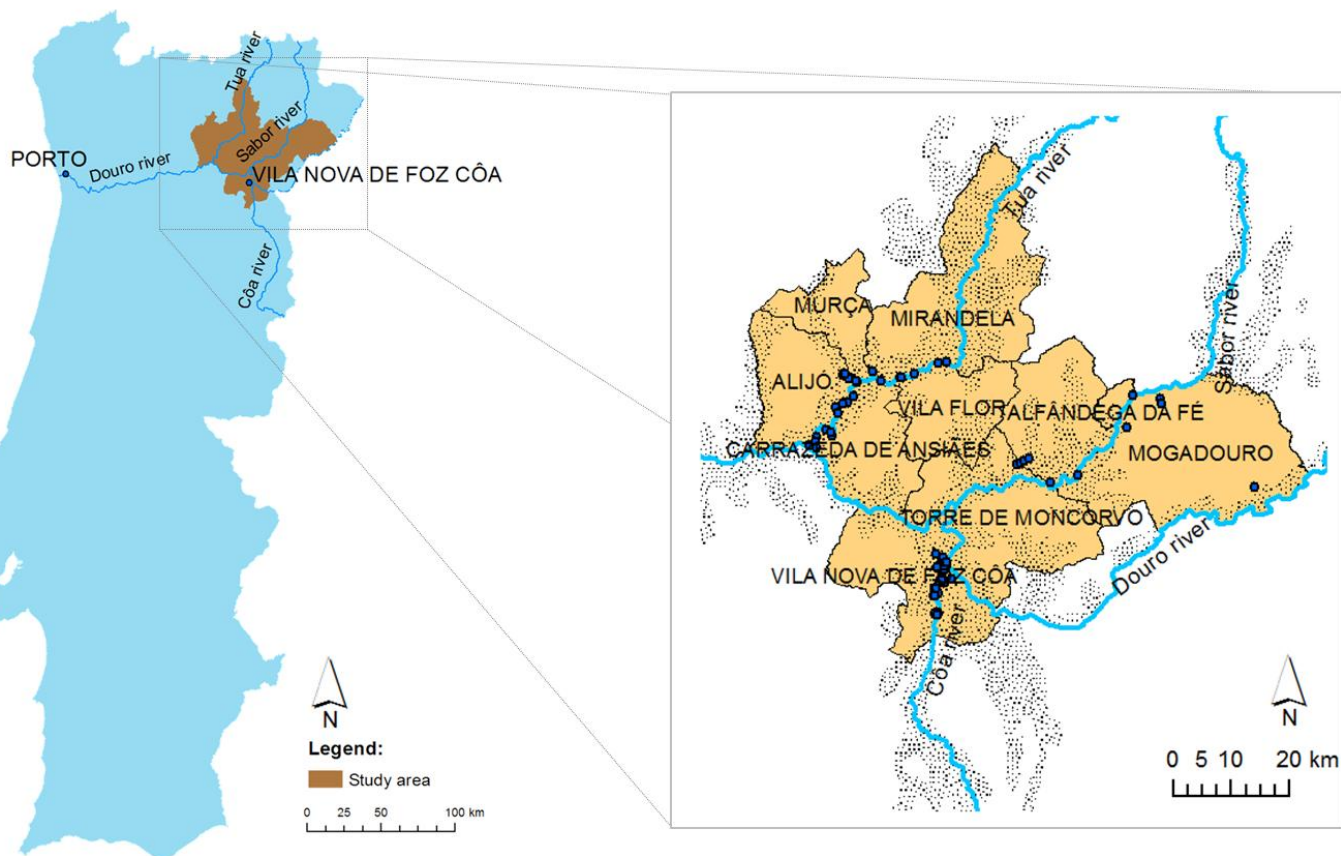 Tua river
Sabor river
PORTO
Douro river
VILA NOVA DE FOZ CÔA
Côa river
N
Legend:
Study area
0 25 50 100 km
Tua river
Sabor river
MURÇA
MIRANDELA
ALIJÓ
VILA FLOR
ALFÂNDEGA DA FÉ
CARRAZEDA DE ANSIÃES
MOGADOURO
TORRE DE MONCORVO
VILA NOVA DE FOZ CÔA
Douro river
Côa river
N
0 5 10 20 km